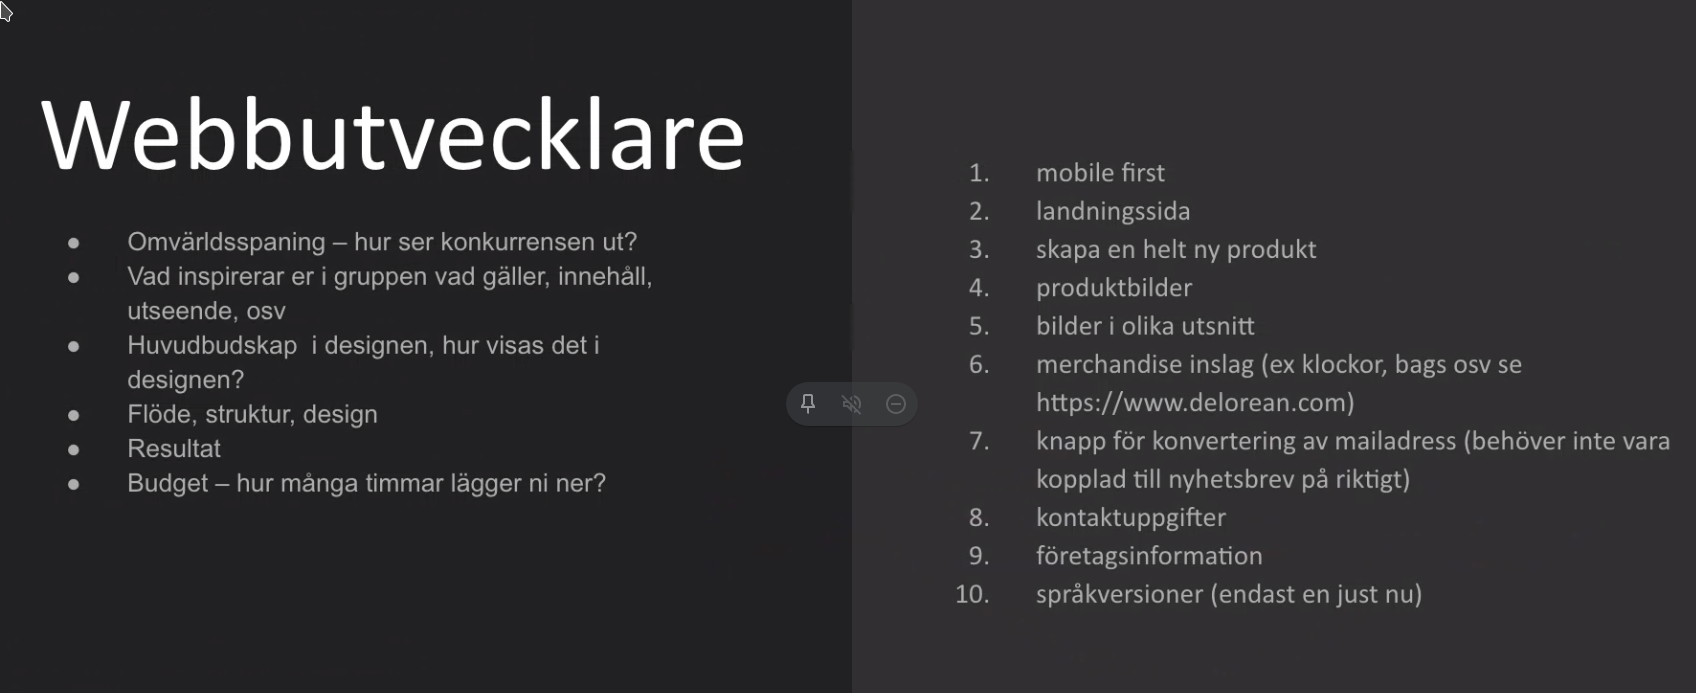 Webbutvecklare
● Omvärldsspaning – hur ser konkurrensen ut?
● Vad inspirerar er i gruppen vad gäller, innehåll,
utseende, osv
● Huvudbudskap  i designen, hur visas det i
designen?
● Flöde, struktur, design
● Resultat
● Budget – hur många timmar lägger ni ner?
1. mobile first
2. landningssida
3. skapa en helt ny produkt
4. produktbilder
5. bilder i olika utsnitt
6. merchandise inslag (ex klockor, bags osv se
https://www.delorean.com)
7. knapp för konvertering av mailadress (behöver inte vara
kopplad till nyhetsbrev på riktigt)
8. kontaktuppgifter
9. företagsinformation
10. språkversioner (endast en just nu)